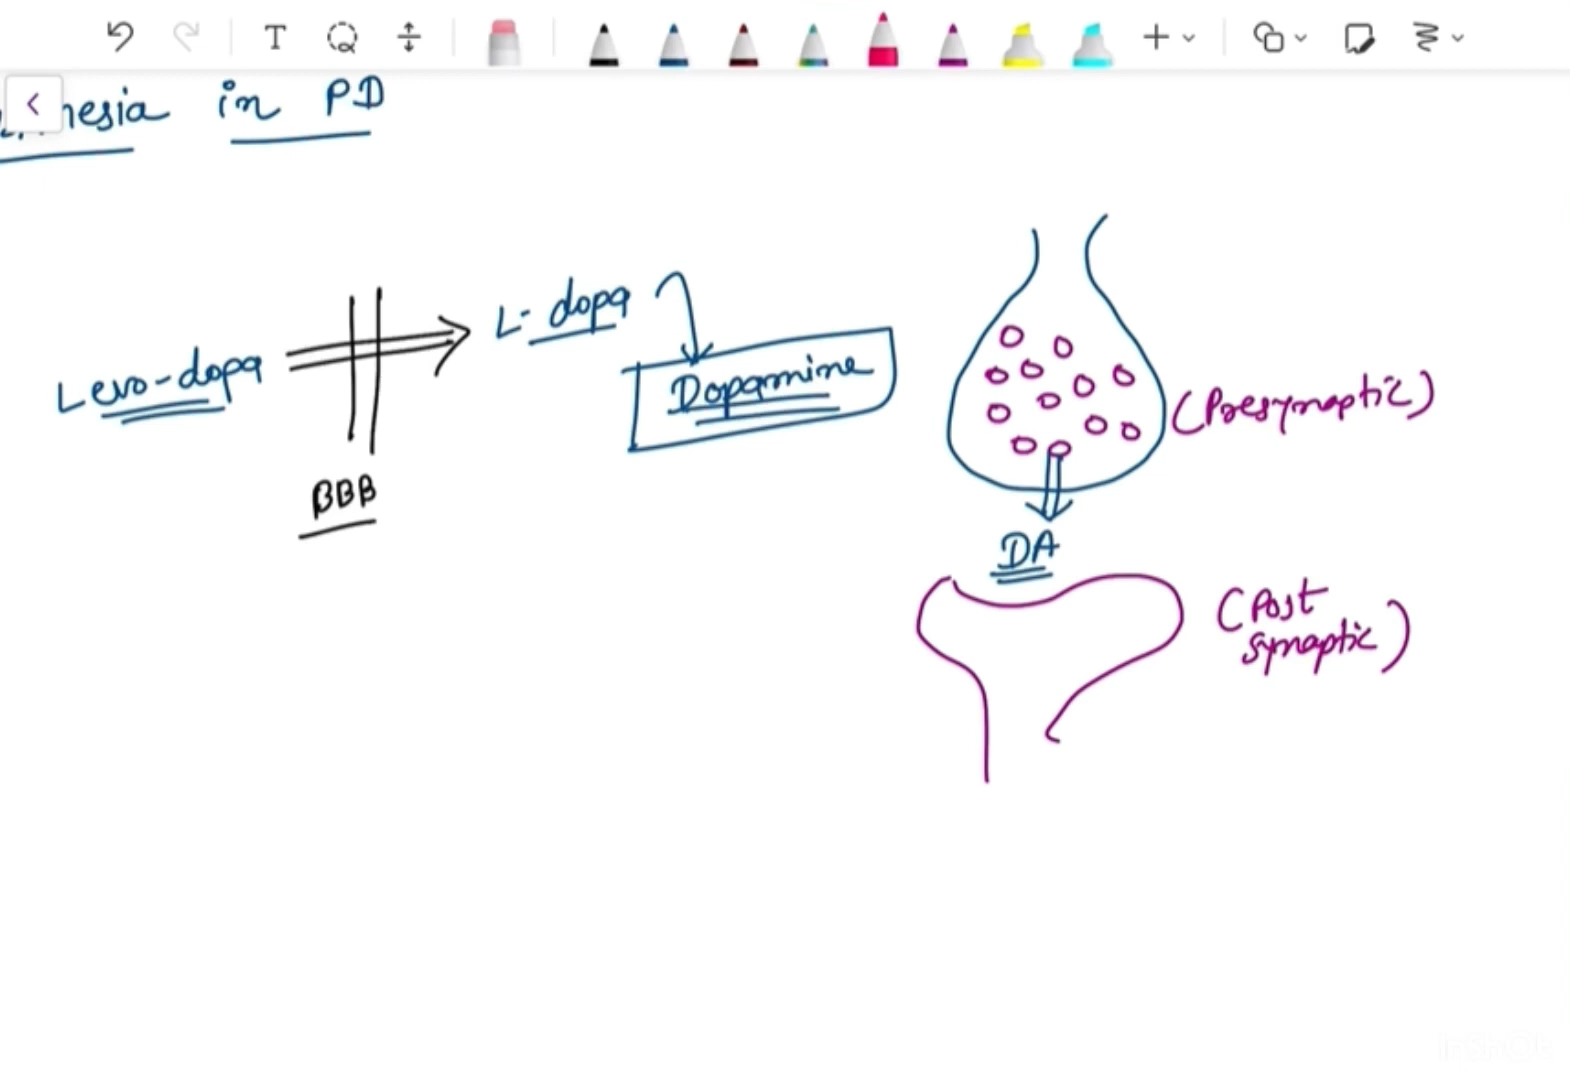 nesia in PD
Levo-dopa
BBB
L-dopa
Dopamine
(Presynaptic)
DA
(Post
synaptic)
T